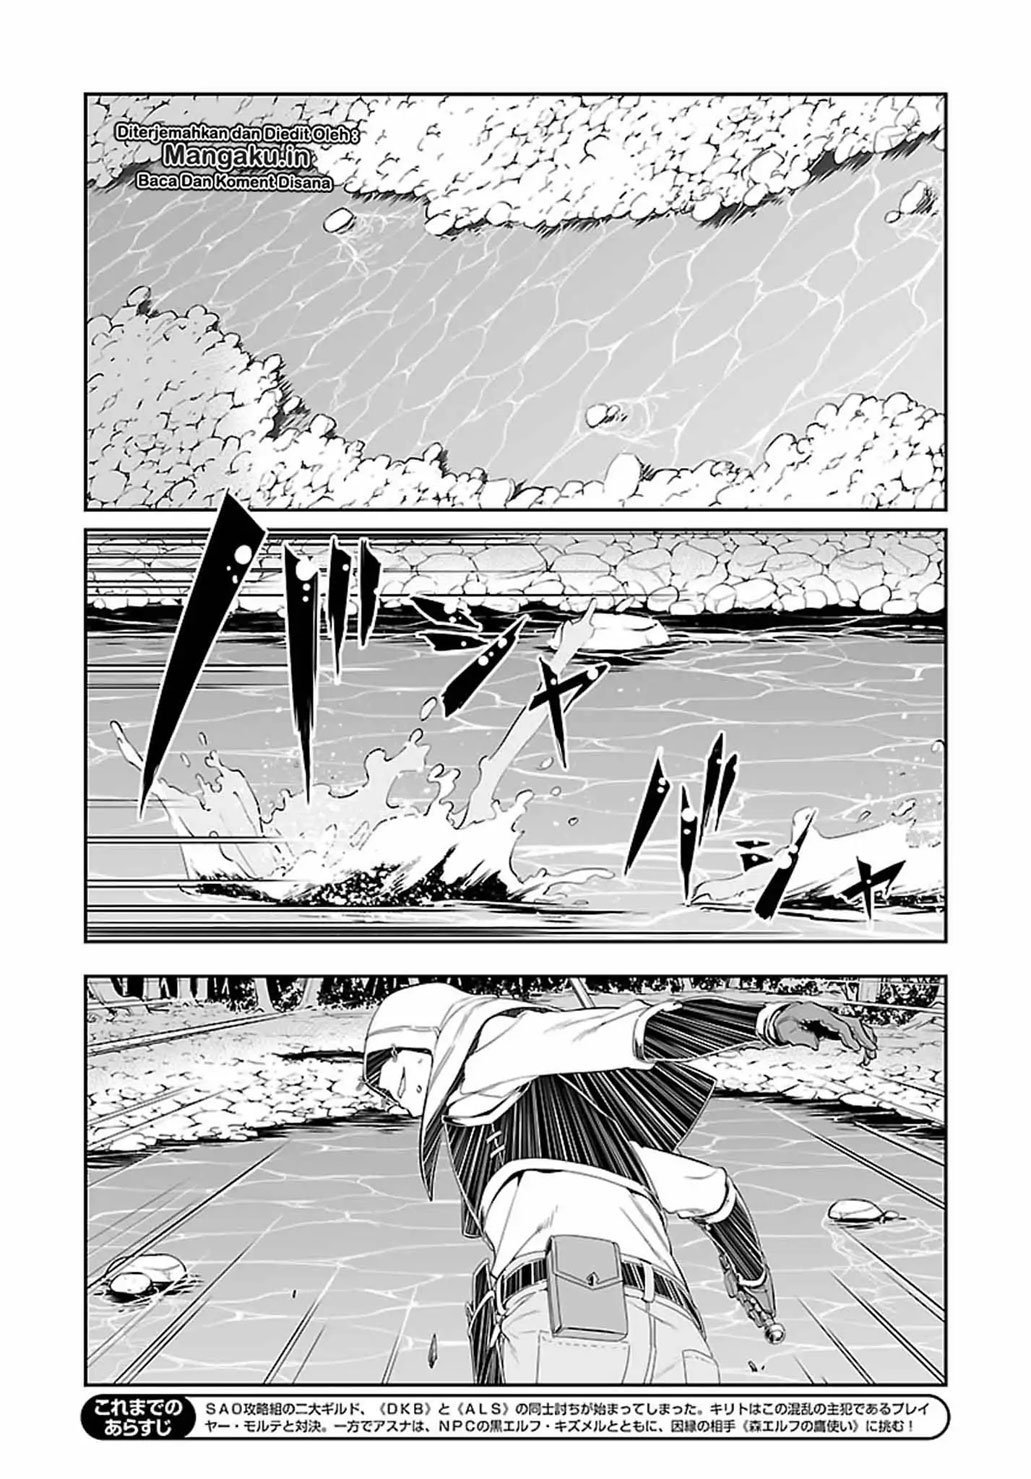 Diterjemahkan dan Diedit Oleh :
Mangaku.in
Baca Dan Koment Disana
バシャ
バシャ
これまでの
あらすじ
SAO攻略組の二大ギルド、《DKB》と《ALS》の同士討ちが始まってしまった。キリトはこの混乱の主犯であるプレイ
ヤー・モルテと対決。一方でアスナは、NPCの黒エルフ・キズメルとともに、因縁の相手《森エルフの鷹使い》に挑む！